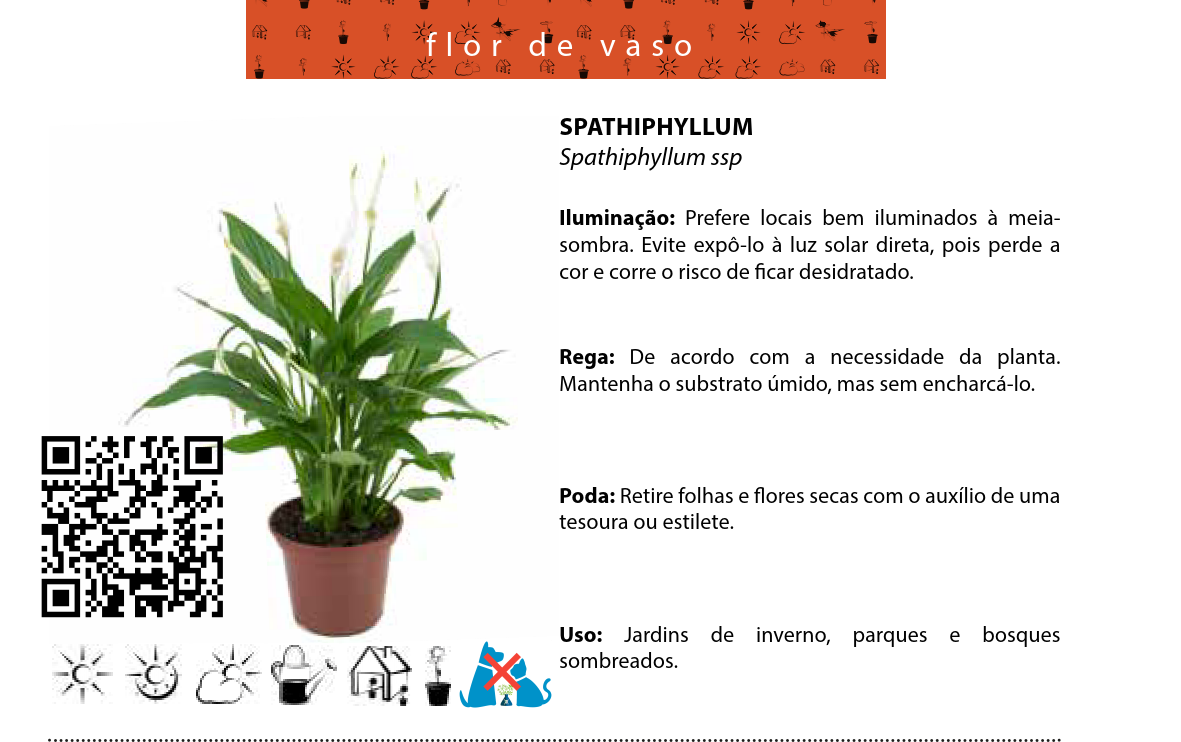 flor de vaso
SPATHIPHYLLUM
Spathiphyllum ssp
Iluminação: Prefere locais bem iluminados à meia-
sombra. Evite expô-lo à luz solar direta, pois perde a
cor e corre o risco de ficar desidratado.
Rega: De acordo com a necessidade da planta.
Mantenha o substrato úmido, mas sem encharcá-lo.
Poda: Retire folhas e flores secas com o auxílio de uma
tesoura ou estilete.
Uso: Jardins de inverno, parques e bosques
sombreados.